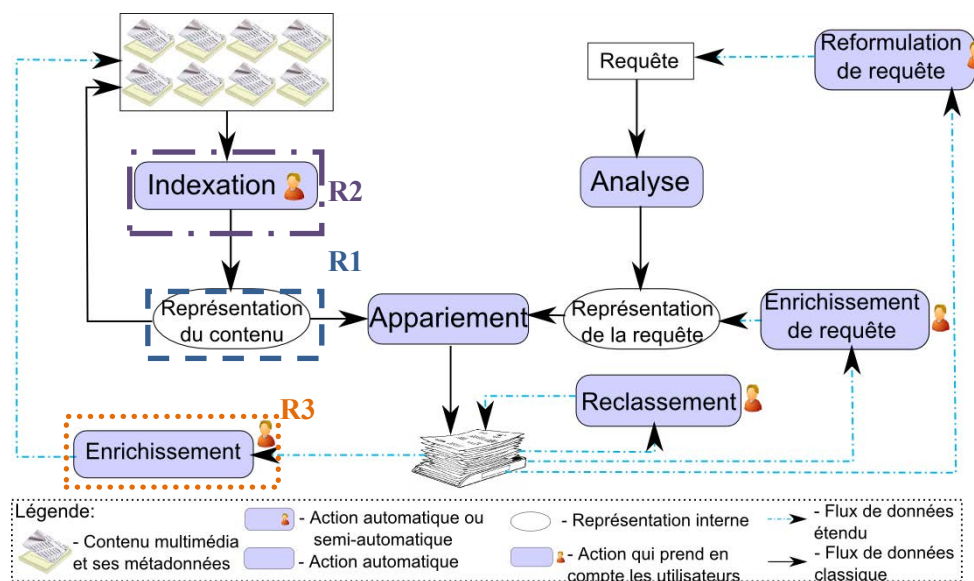 Requête
Reformulation
de requête
Indexation
R2
Analyse
R1
Représentation
du contenu
Appariement
Représentation
de la requête
Enrichissement
de requête
R3
Reclassement
Enrichissement
Légende:
- Contenu multimédia
et ses métadonnées
- Action automatique ou
semi-automatique
- Action automatique
- Représentation interne
- Action qui prend en
compte les utilisateurs
- Flux de données
étendu
- Flux de données
classique